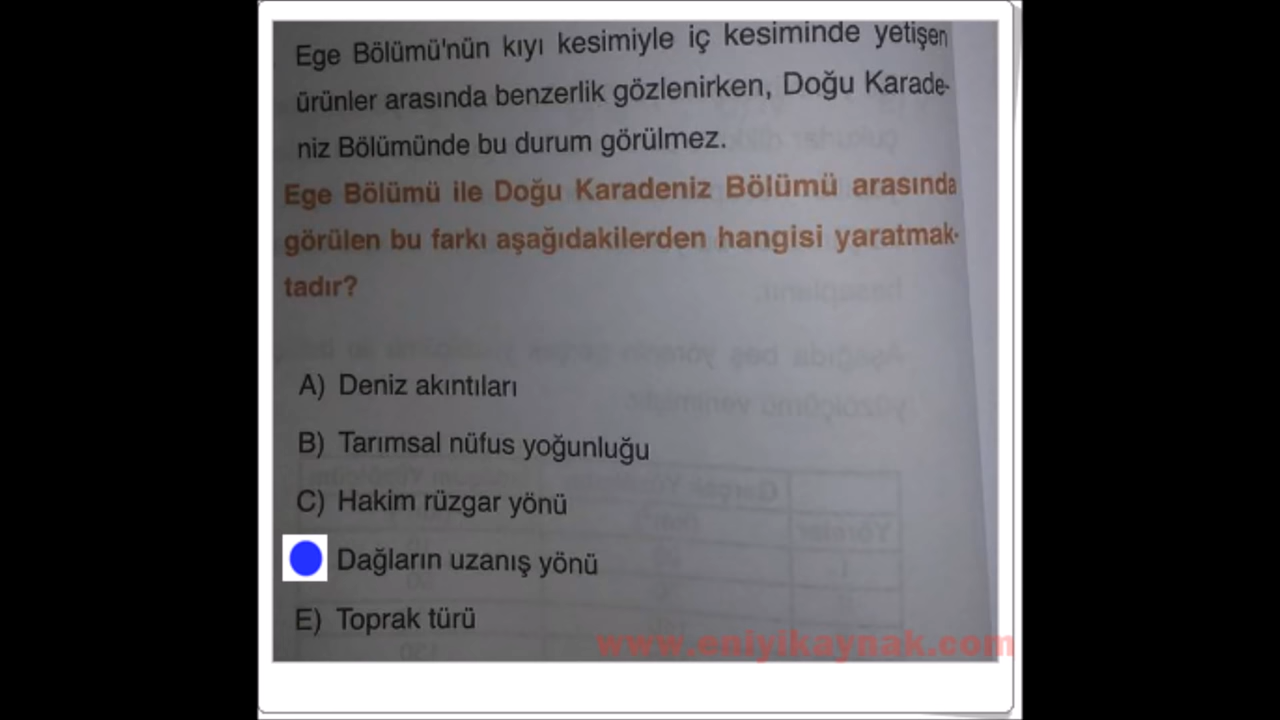 Ege Bölümü'nün kıyı kesimiyle iç kesiminde yetişen
ürünler arasında benzerlik gözlenirken, Doğu Karade-
niz Bölümünde bu durum görülmez.
Ege Bölümü ile Doğu Karadeniz Bölümü arasında
görülen bu farkı aşağıdakilerden hangisi yaratmak-
tadır?
A) Deniz akıntıları
B) Tarımsal nüfus yoğunluğu
C) Hakim rüzgar yönü
Dağların uzanış yönü
E) Toprak türü
www.eniyikaynak.com